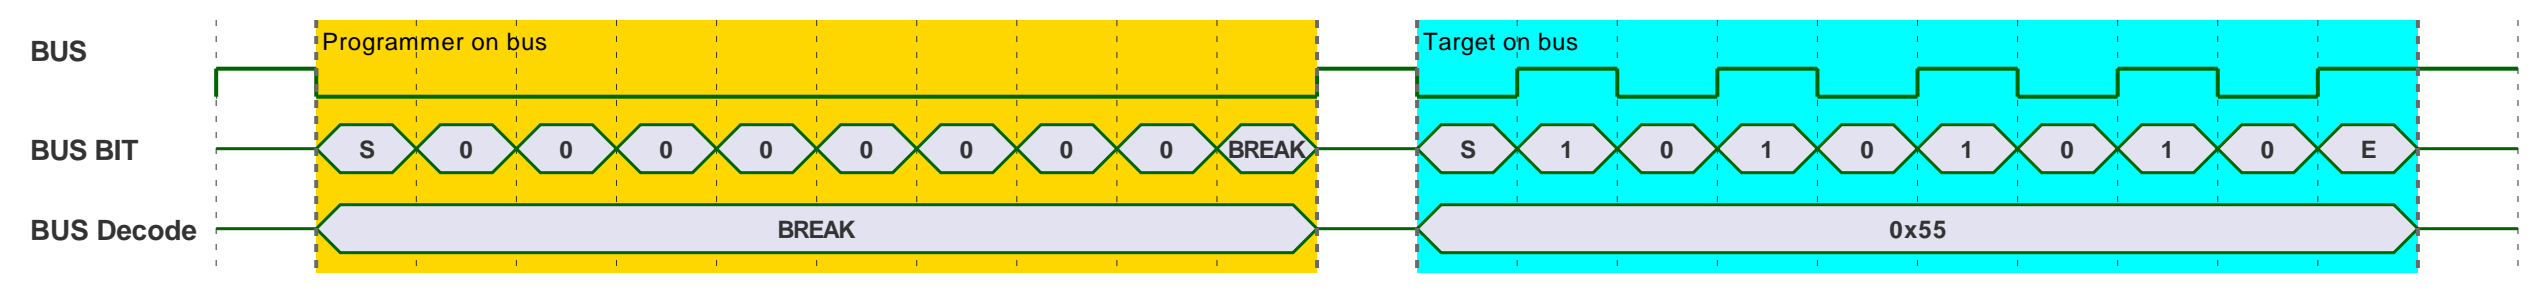 BUS
Programmer on bus
Target on bus
BUS BIT
S 0 0 0 0 0 0 0 0 BREAK S 1 0 1 0 1 0 1 0 E
BUS Decode
BREAK
0x55